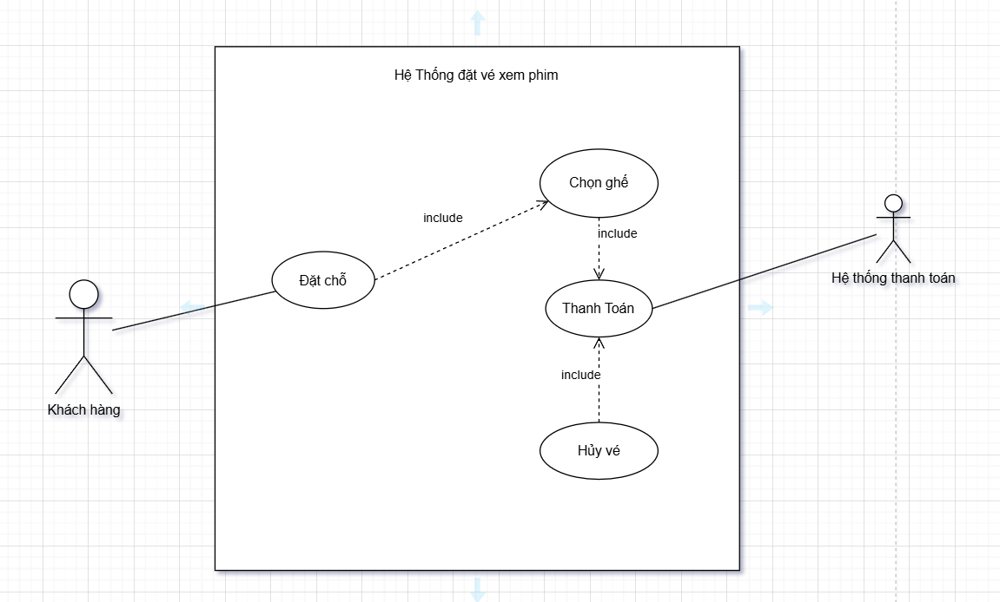 Hệ Thống đặt vé xem phim
Chọn ghế
include
include
Đặt chỗ
Thanh Toán
Hệ thống thanh toán
include
Khách hàng
Hủy vé